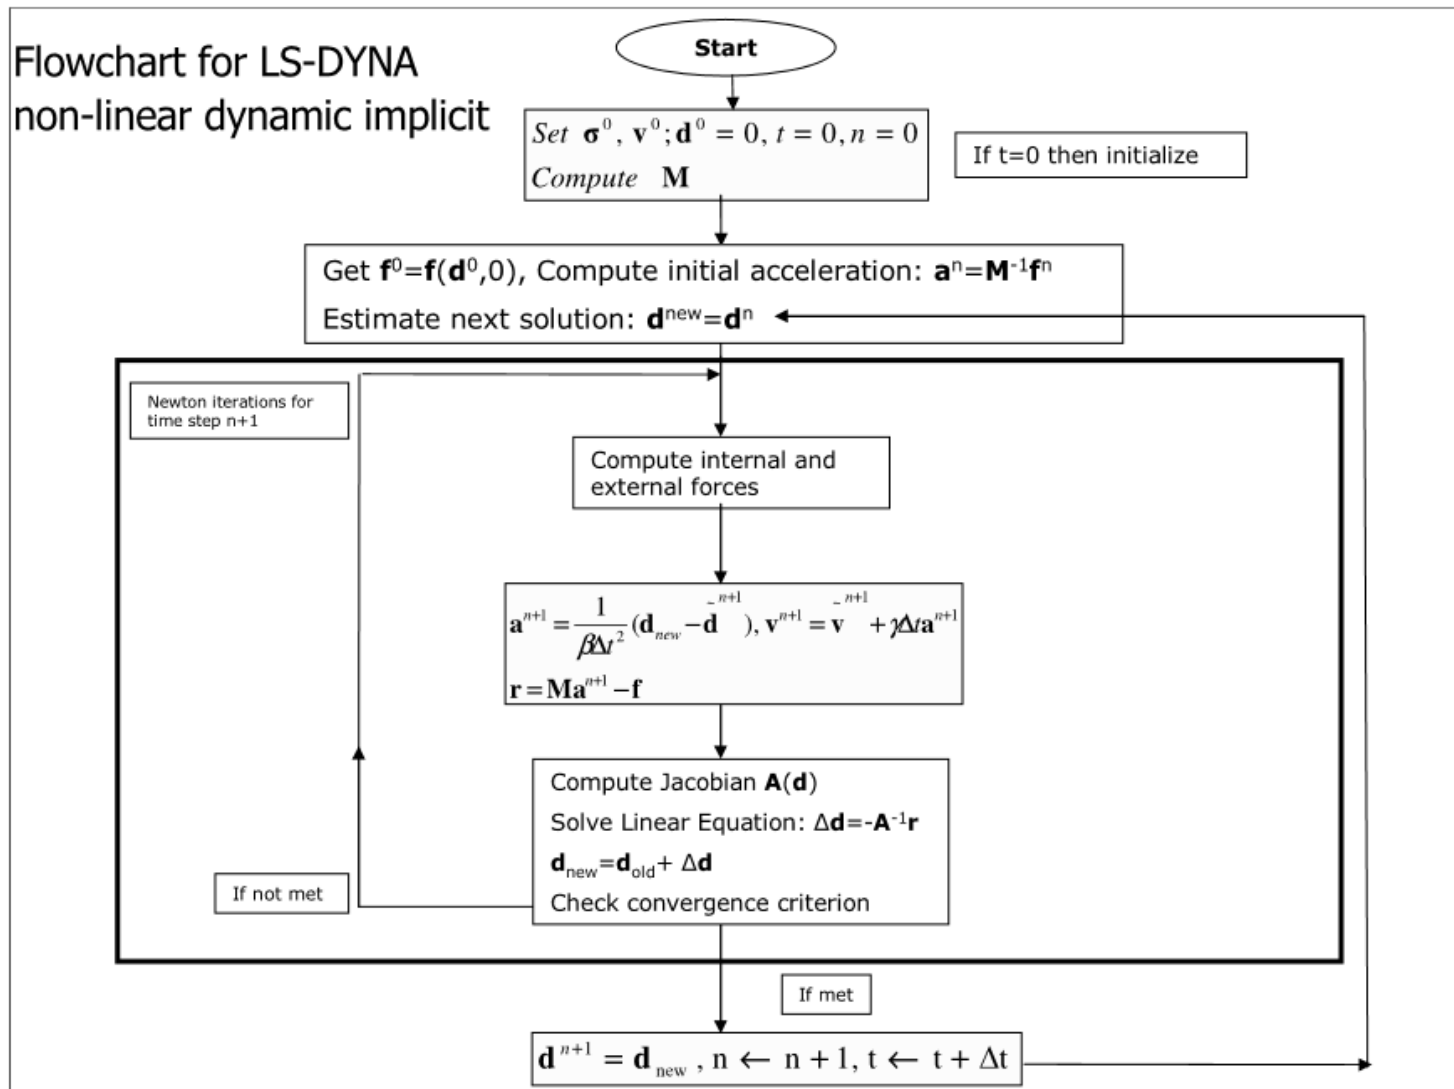 Flowchart for LS-DYNA
non-linear dynamic implicit
Start
Set σ⁰, v⁰; d⁰ = 0, t = 0, n = 0
Compute M
If t=0 then initialize
Get f⁰=f(d⁰,0), Compute initial acceleration: aⁿ=M⁻¹fⁿ
Estimate next solution: dⁿᵉʷ=dⁿ
Newton iterations for
time step n+1
Compute internal and
external forces
aⁿ⁺¹ = 1/(βΔt²) (d_new − d̃ⁿ⁺¹), vⁿ⁺¹ = ṽⁿ⁺¹ + γΔtaⁿ⁺¹
r = Maⁿ⁺¹ − f
Compute Jacobian A(d)
Solve Linear Equation: Δd=-A⁻¹r
d_new=d_old+ Δd
Check convergence criterion
If not met
If met
dⁿ⁺¹ = d_new , n ← n + 1, t ← t + Δt